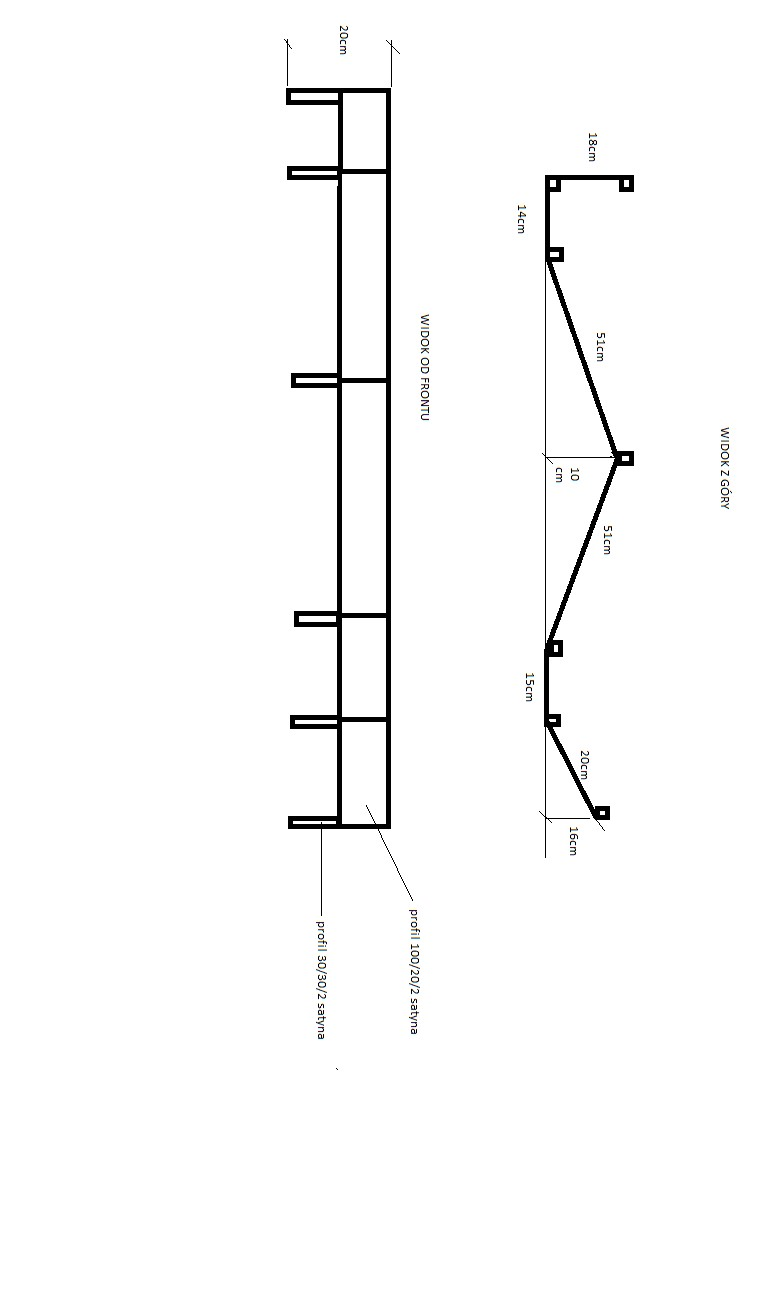 WIDOK Z GÓRY
18cm
51cm
10
cm
51cm
20cm
16cm
14cm
15cm
WIDOK OD FRONTU
20cm
profil 100/20/2 satyna
profil 30/30/2 satyna